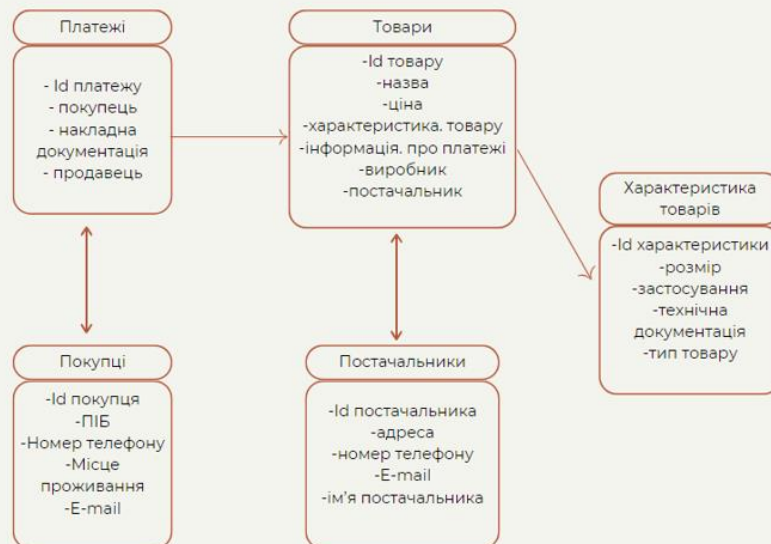 Платежі
- Id платежу
- покупець
- накладна
документація
- продавець
Товари
-Id товару
-назва
-ціна
-характеристика. товару
-інформація. про платежі
-виробник
-постачальник
Характеристика
товарів
-Id характеристики
-розмір
-застосування
-технічна
документація
-тип товару
Покупці
-Id покупця
-ПІБ
-Номер телефону
-Місце
проживання
-E-mail
Постачальники
-Id постачальника
-адреса
-номер телефону
-E-mail
-ім'я постачальника